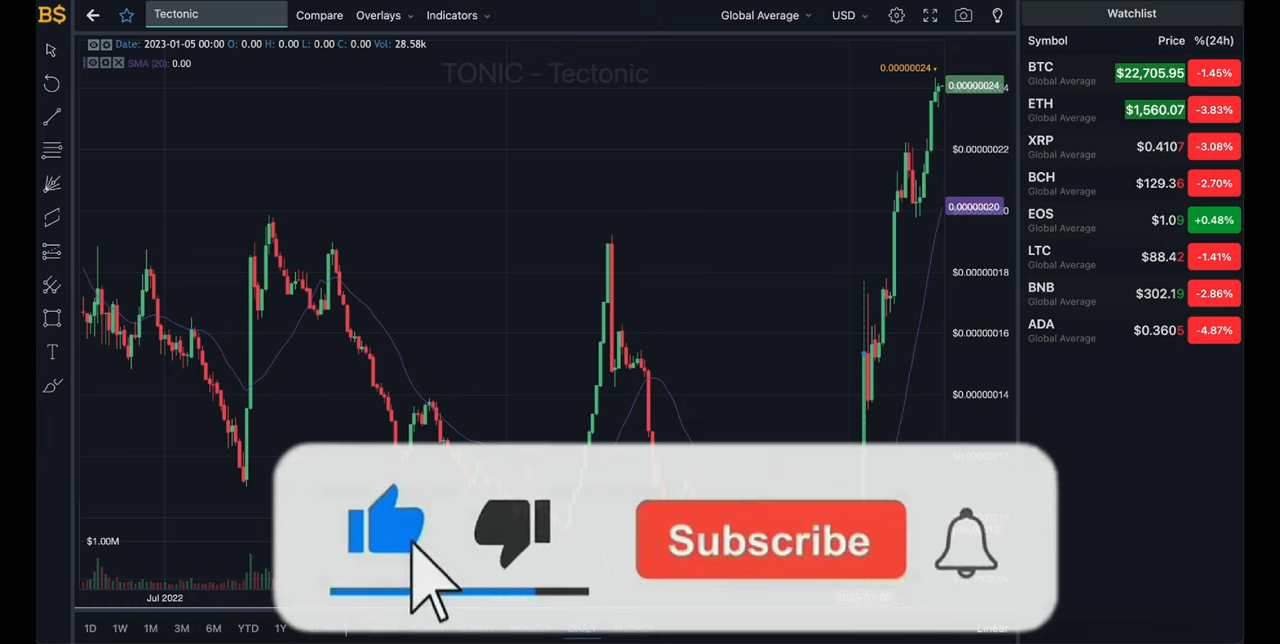 B$
Tectonic
Compare
Overlays
Indicators
Global Average
USD
Watchlist
Date: 2023-01-05 00:00 O: 0.00 H: 0.00 L: 0.00 C: 0.00 Vol: 28.58k
SMA (20): 0.00
TONIC - Tectonic
0.00000024
0.00000024
$0.00000022
0.00000020
$0.00000018
$0.00000016
$0.00000014
$1.00M
Jul 2022
2023-01-05
1D 1W 1M 3M 6M YTD 1Y
Linear
Subscribe
Symbol Price %(24h)
BTC $22,705.95 -1.45%
Global Average
ETH $1,560.07 -3.83%
Global Average
XRP $0.4107 -3.08%
Global Average
BCH $129.36 -2.70%
Global Average
EOS $1.09 +0.48%
Global Average
LTC $88.42 -1.41%
Global Average
BNB $302.19 -2.86%
Global Average
ADA $0.3605 -4.87%
Global Average